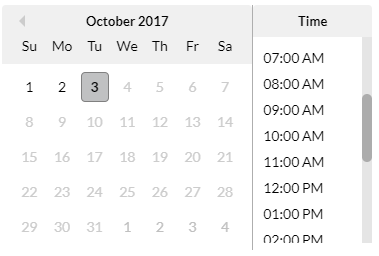 October 2017
Su Mo Tu We Th Fr Sa
1 2 3 4 5 6 7
8 9 10 11 12 13 14
15 16 17 18 19 20 21
22 23 24 25 26 27 28
29 30 31 1 2 3 4
Time
07:00 AM
08:00 AM
09:00 AM
10:00 AM
11:00 AM
12:00 PM
01:00 PM
02:00 PM